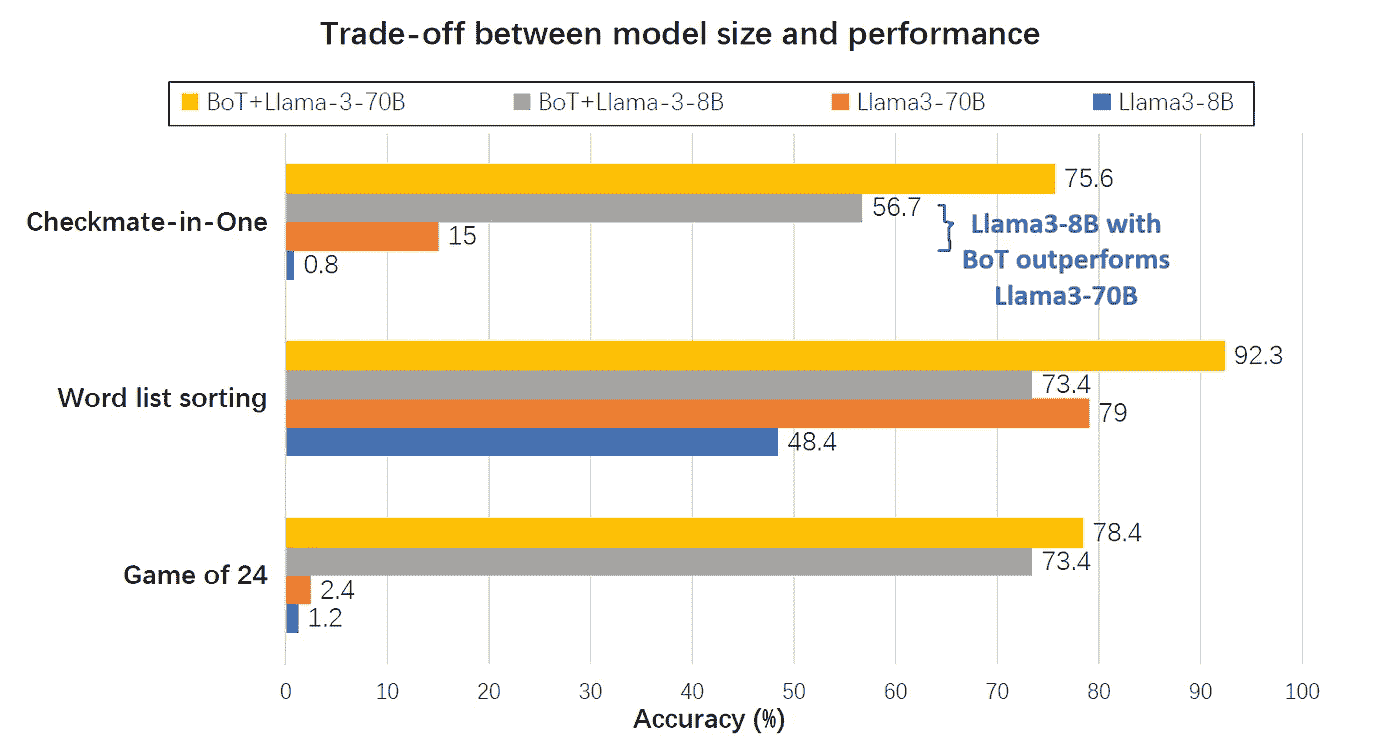 Trade-off between model size and performance
BoT+Llama-3-70B BoT+Llama-3-8B Llama3-70B Llama3-8B
Checkmate-in-One
75.6
56.7
15
0.8
Llama3-8B with
BoT outperforms
Llama3-70B
Word list sorting
92.3
73.4
79
48.4
Game of 24
78.4
73.4
2.4
1.2
0 10 20 30 40 50 60 70 80 90 100
Accuracy (%)